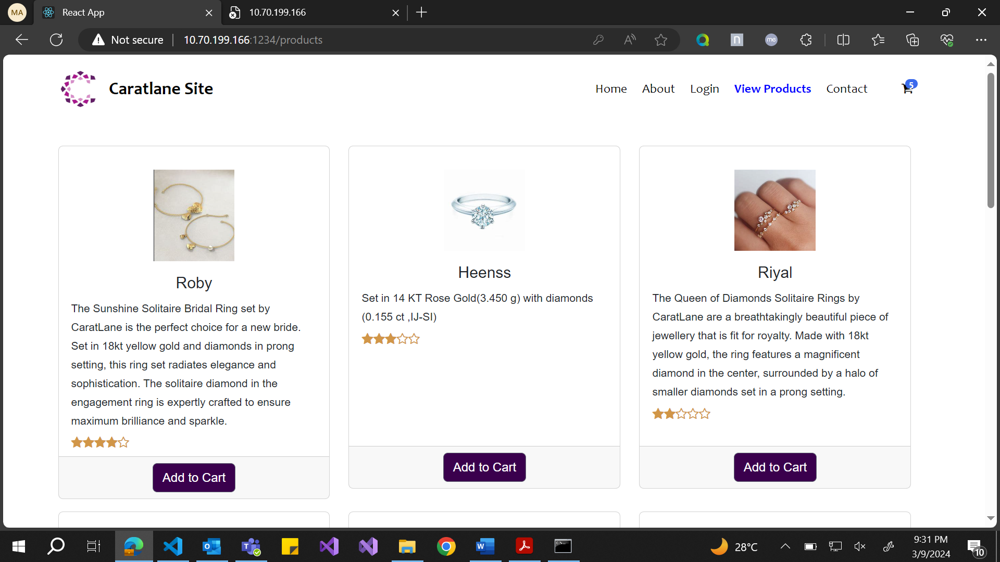 MA
React App
10.70.199.166
Not secure
10.70.199.166:1234/products
n
me
Caratlane Site
Home
About
Login
View Products
Contact
5
Roby
The Sunshine Solitaire Bridal Ring set by
CaratLane is the perfect choice for a new bride.
Set in 18kt yellow gold and diamonds in prong
setting, this ring set radiates elegance and
sophistication. The solitaire diamond in the
engagement ring is expertly crafted to ensure
maximum brilliance and sparkle.
Add to Cart
Heenss
Set in 14 KT Rose Gold(3.450 g) with diamonds
(0.155 ct ,IJ-SI)
Add to Cart
Riyal
The Queen of Diamonds Solitaire Rings by
CaratLane are a breathtakingly beautiful piece of
jewellery that is fit for royalty. Made with 18kt
yellow gold, the ring features a magnificent
diamond in the center, surrounded by a halo of
smaller diamonds set in a prong setting.
Add to Cart
28°C
9:31 PM
3/9/2024
10